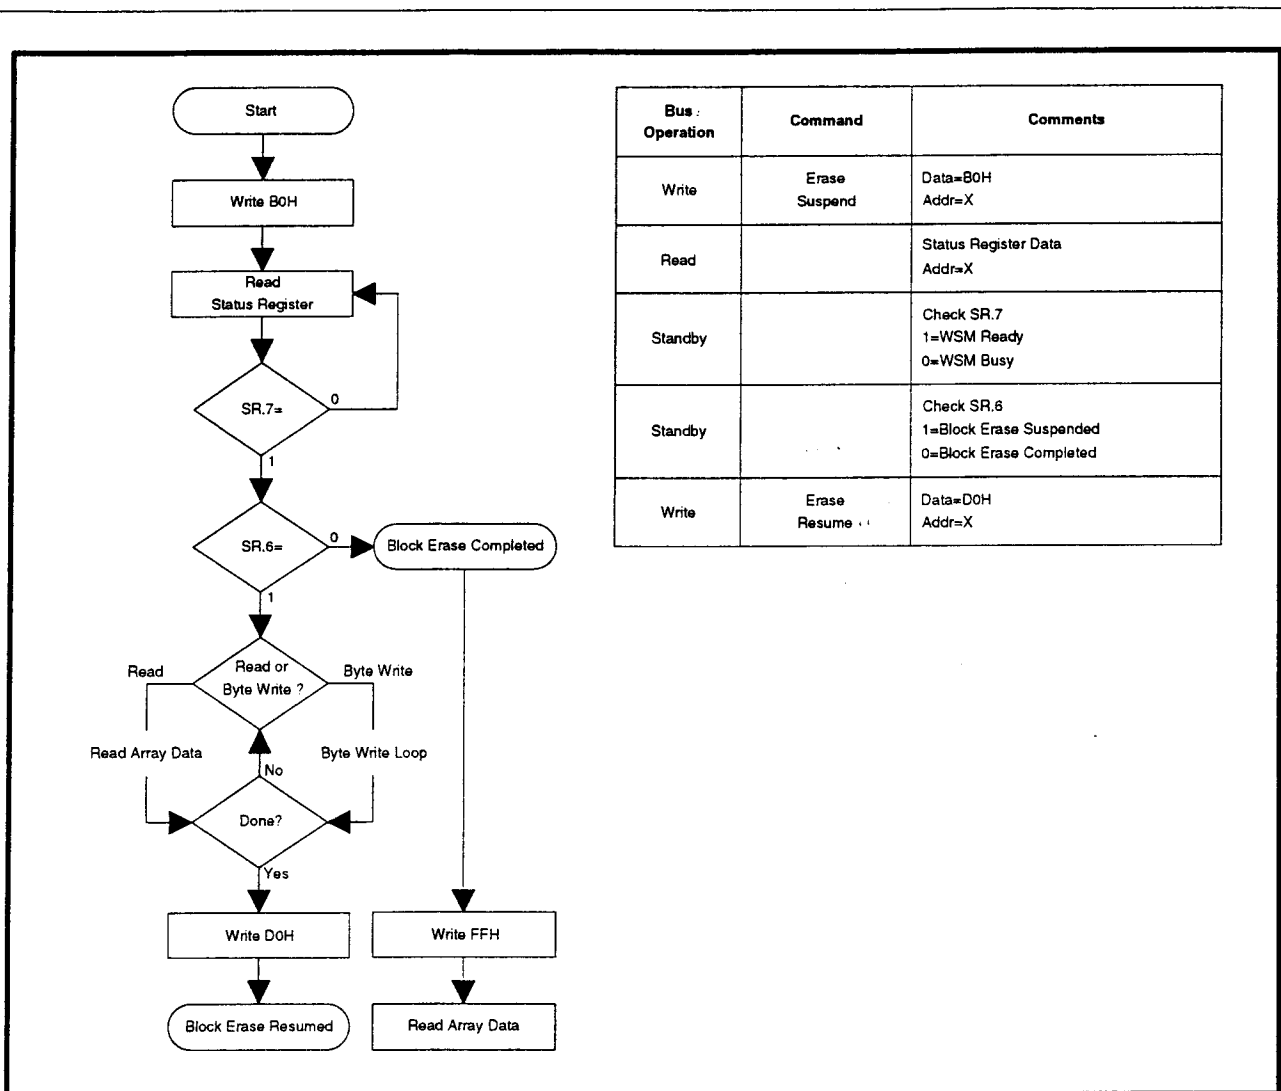 Start
Write B0H
Read
Status Register
SR.7=
0
1
SR.6=
0
Block Erase Completed
1
Read
Read or
Byte Write ?
Byte Write
Read Array Data
Byte Write Loop
No
Done?
Yes
Write D0H
Write FFH
Block Erase Resumed
Read Array Data
Bus
Operation
Command
Comments
Write
Erase
Suspend
Data=B0H
Addr=X
Read
Status Register Data
Addr=X
Standby
Check SR.7
1=WSM Ready
0=WSM Busy
Standby
Check SR.6
1=Block Erase Suspended
0=Block Erase Completed
Write
Erase
Resume
Data=D0H
Addr=X